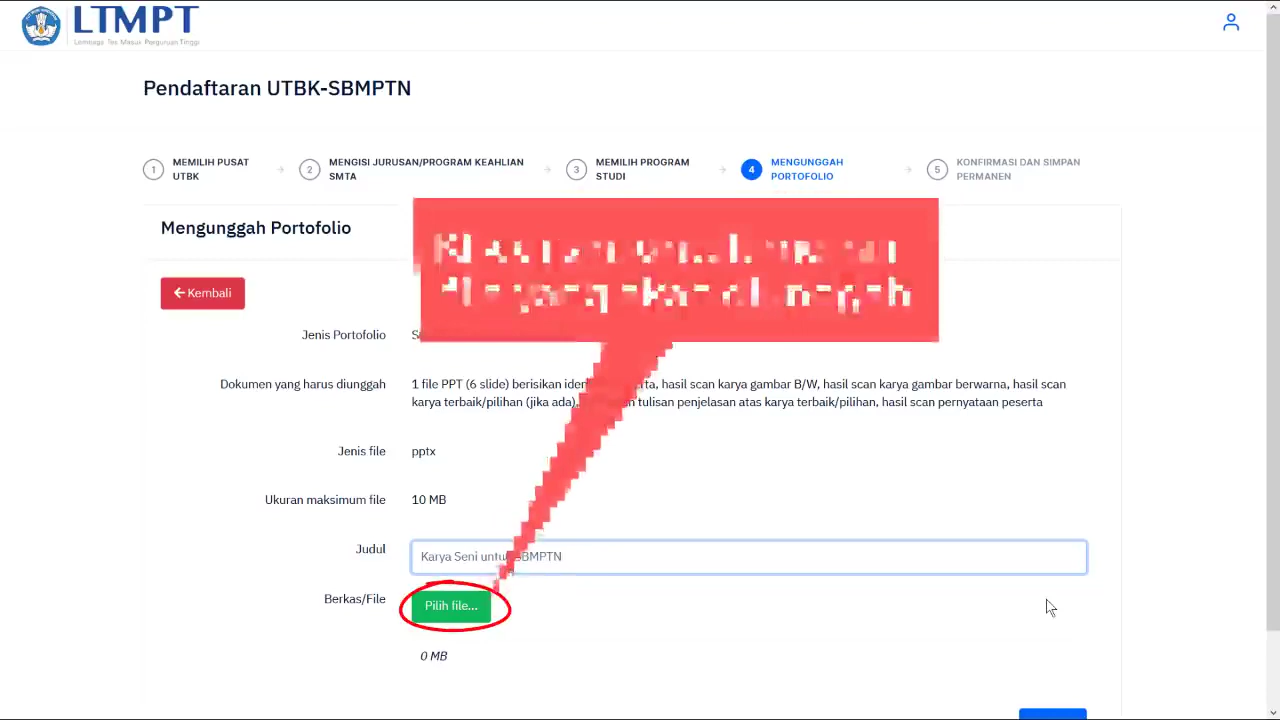 LTMPT
Lembaga Tes Masuk Perguruan Tinggi
Pendaftaran UTBK-SBMPTN
1 MEMILIH PUSAT UTBK
2 MENGISI JURUSAN/PROGRAM KEAHLIAN SMTA
3 MEMILIH PROGRAM STUDI
4 MENGUNGGAH PORTOFOLIO
5 KONFIRMASI DAN SIMPAN PERMANEN
Mengunggah Portofolio
Kembali
Jenis Portofolio
Dokumen yang harus diunggah
1 file PPT (6 slide) berisikan, hasil scan karya gambar B/W, hasil scan karya gambar berwarna, hasil scan
karya terbaik/pilihan (jika ada), tulisan penjelasan atas karya terbaik/pilihan, hasil scan pernyataan peserta
Jenis file
pptx
Ukuran maksimum file
10 MB
Judul
Karya Seni untuk SBMPTN
Berkas/File
Pilih file...
0 MB